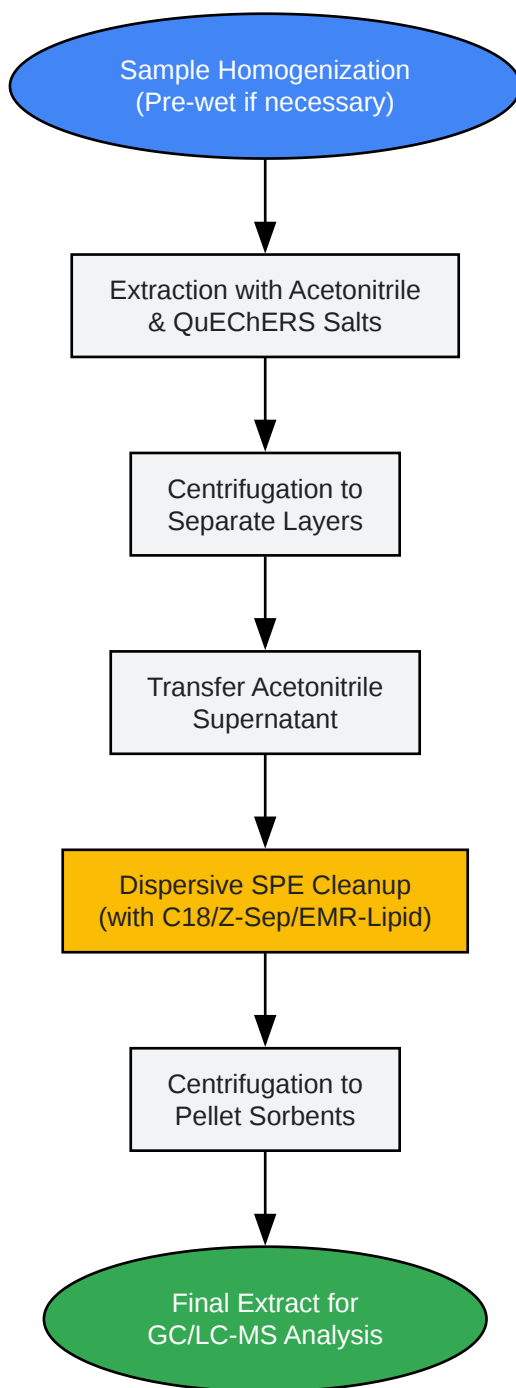 Sample Homogenization
(Pre-wet if necessary)
Extraction with Acetonitrile
& QuEChERS Salts
Centrifugation to
Separate Layers
Transfer Acetonitrile
Supernatant
Dispersive SPE Cleanup
(with C18/Z-Sep/EMR-Lipid)
Centrifugation to
Pellet Sorbents
Final Extract for
GC/LC-MS Analysis